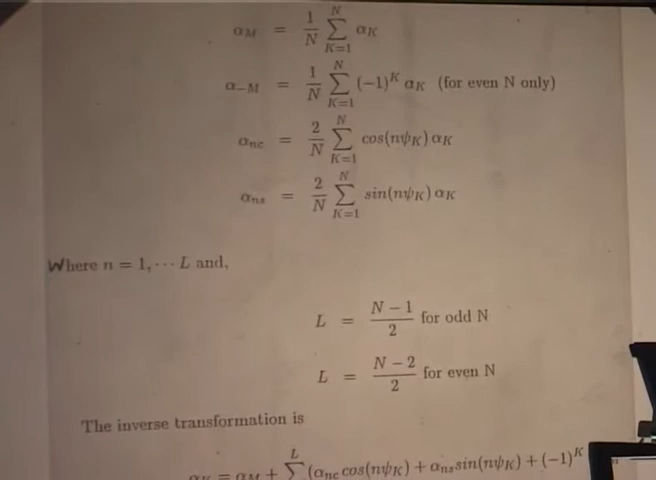 α_M = 1/N Σ_{K=1}^{N} α_K
α_{-M} = 1/N Σ_{K=1}^{N} (-1)^K α_K (for even N only)
α_{nc} = 2/N Σ_{K=1}^{N} cos(nψ_K) α_K
α_{ns} = 2/N Σ_{K=1}^{N} sin(nψ_K) α_K
Where n = 1, ··· L and,
L = N - 1 / 2 for odd N
L = N - 2 / 2 for even N
The inverse transformation is
α_K = α_M + Σ^{L} (α_{nc} cos(nψ_K) + α_{ns} sin(nψ_K) + (-1)^K